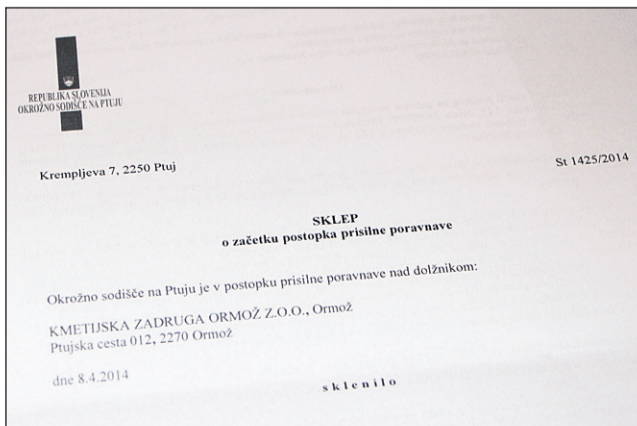 REPUBLIKA SLOVENIJA
OKROŽNO SODIŠČE NA PTUJU
Krempljeva 7, 2250 Ptuj
St 1425/2014
SKLEP
o začetku postopka prisilne poravnave
Okrožno sodišče na Ptuju je v postopku prisilne poravnave nad dolžnikom:
KMETIJSKA ZADRUGA ORMOŽ Z.O.O., Ormož
Ptujska cesta 012, 2270 Ormož
dne 8.4.2014
sklenilo